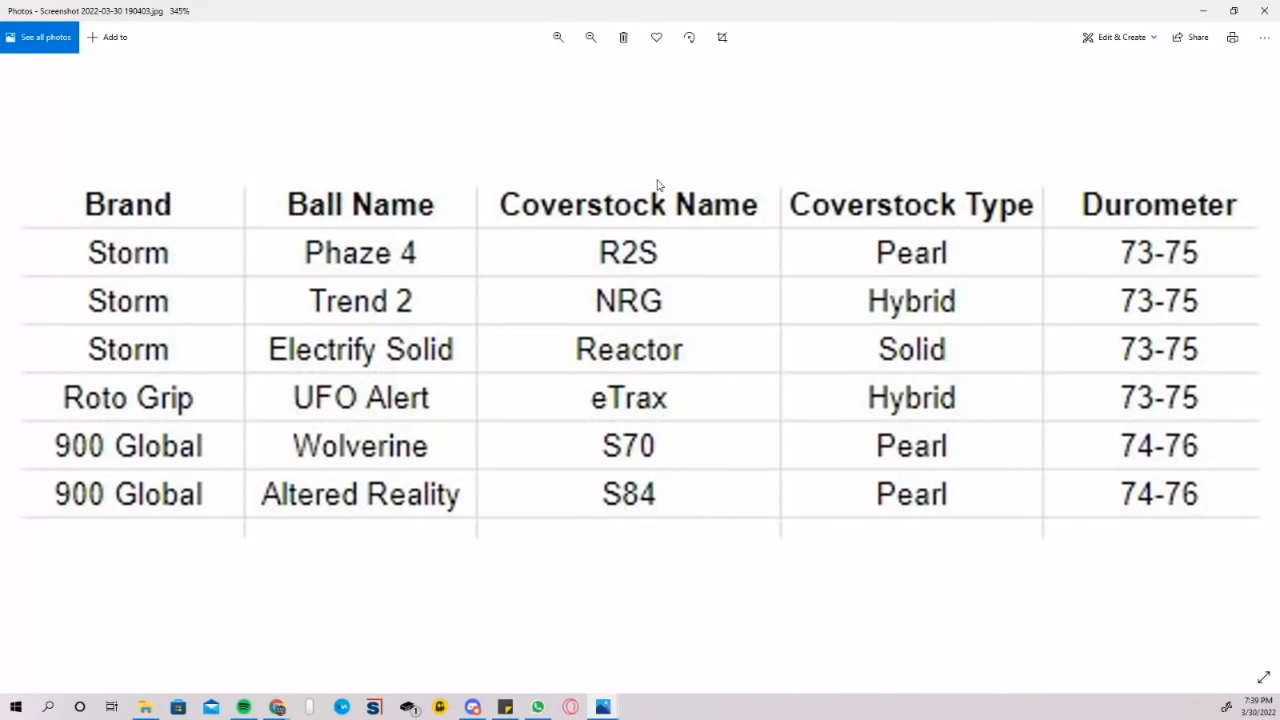 Photos - Screenshot 2022-03-30 190403.jpg 345%
See all photos
Add to
Edit & Create
Share
Brand Ball Name Coverstock Name Coverstock Type Durometer
Storm Phaze 4 R2S Pearl 73-75
Storm Trend 2 NRG Hybrid 73-75
Storm Electrify Solid Reactor Solid 73-75
Roto Grip UFO Alert eTrax Hybrid 73-75
900 Global Wolverine S70 Pearl 74-76
900 Global Altered Reality S84 Pearl 74-76
7:39 PM
3/30/2022